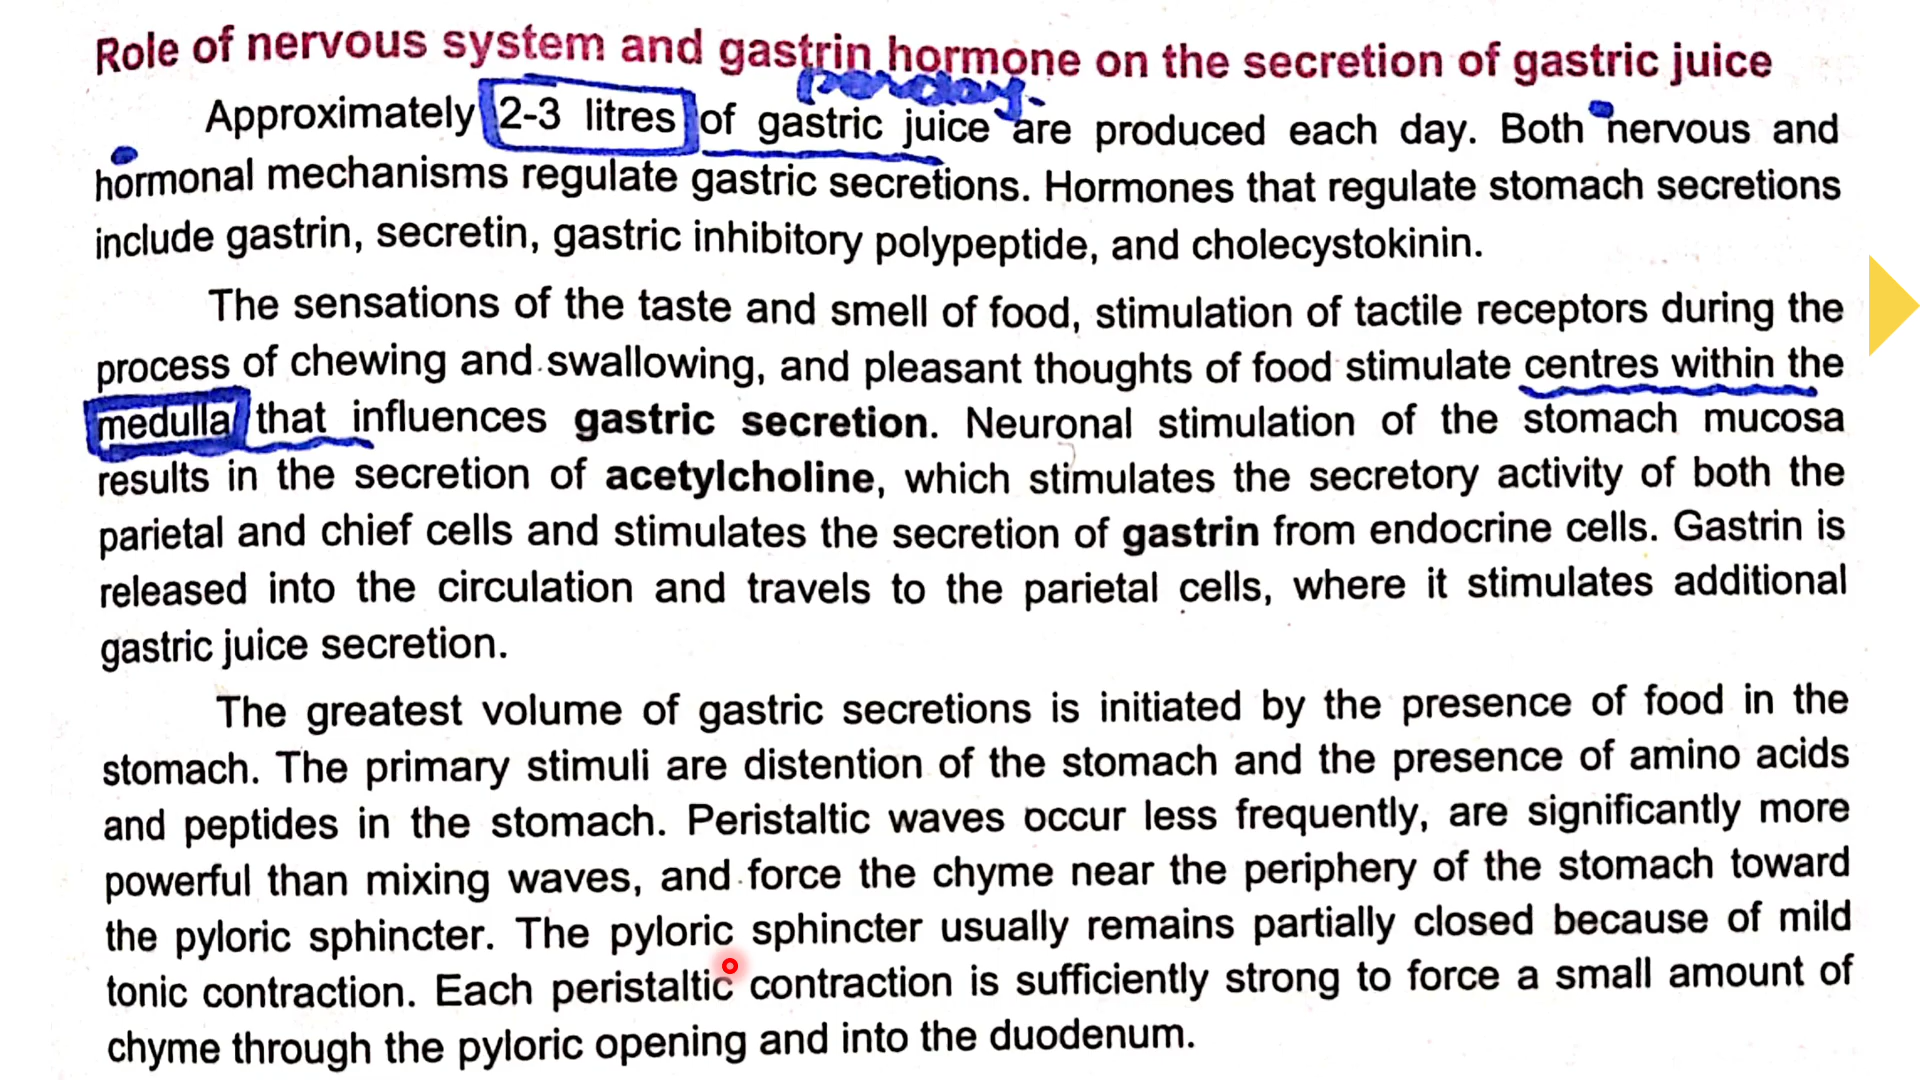 Role of nervous system and gastrin hormone on the secretion of gastric juice
per day.
Approximately 2-3 litres of gastric juice are produced each day. Both nervous and
hormonal mechanisms regulate gastric secretions. Hormones that regulate stomach secretions
include gastrin, secretin, gastric inhibitory polypeptide, and cholecystokinin.
The sensations of the taste and smell of food, stimulation of tactile receptors during the
process of chewing and swallowing, and pleasant thoughts of food stimulate centres within the
medulla that influences gastric secretion. Neuronal stimulation of the stomach mucosa
results in the secretion of acetylcholine, which stimulates the secretory activity of both the
parietal and chief cells and stimulates the secretion of gastrin from endocrine cells. Gastrin is
released into the circulation and travels to the parietal cells, where it stimulates additional
gastric juice secretion.
The greatest volume of gastric secretions is initiated by the presence of food in the
stomach. The primary stimuli are distention of the stomach and the presence of amino acids
and peptides in the stomach. Peristaltic waves occur less frequently, are significantly more
powerful than mixing waves, and force the chyme near the periphery of the stomach toward
the pyloric sphincter. The pyloric sphincter usually remains partially closed because of mild
tonic contraction. Each peristaltic contraction is sufficiently strong to force a small amount of
chyme through the pyloric opening and into the duodenum.